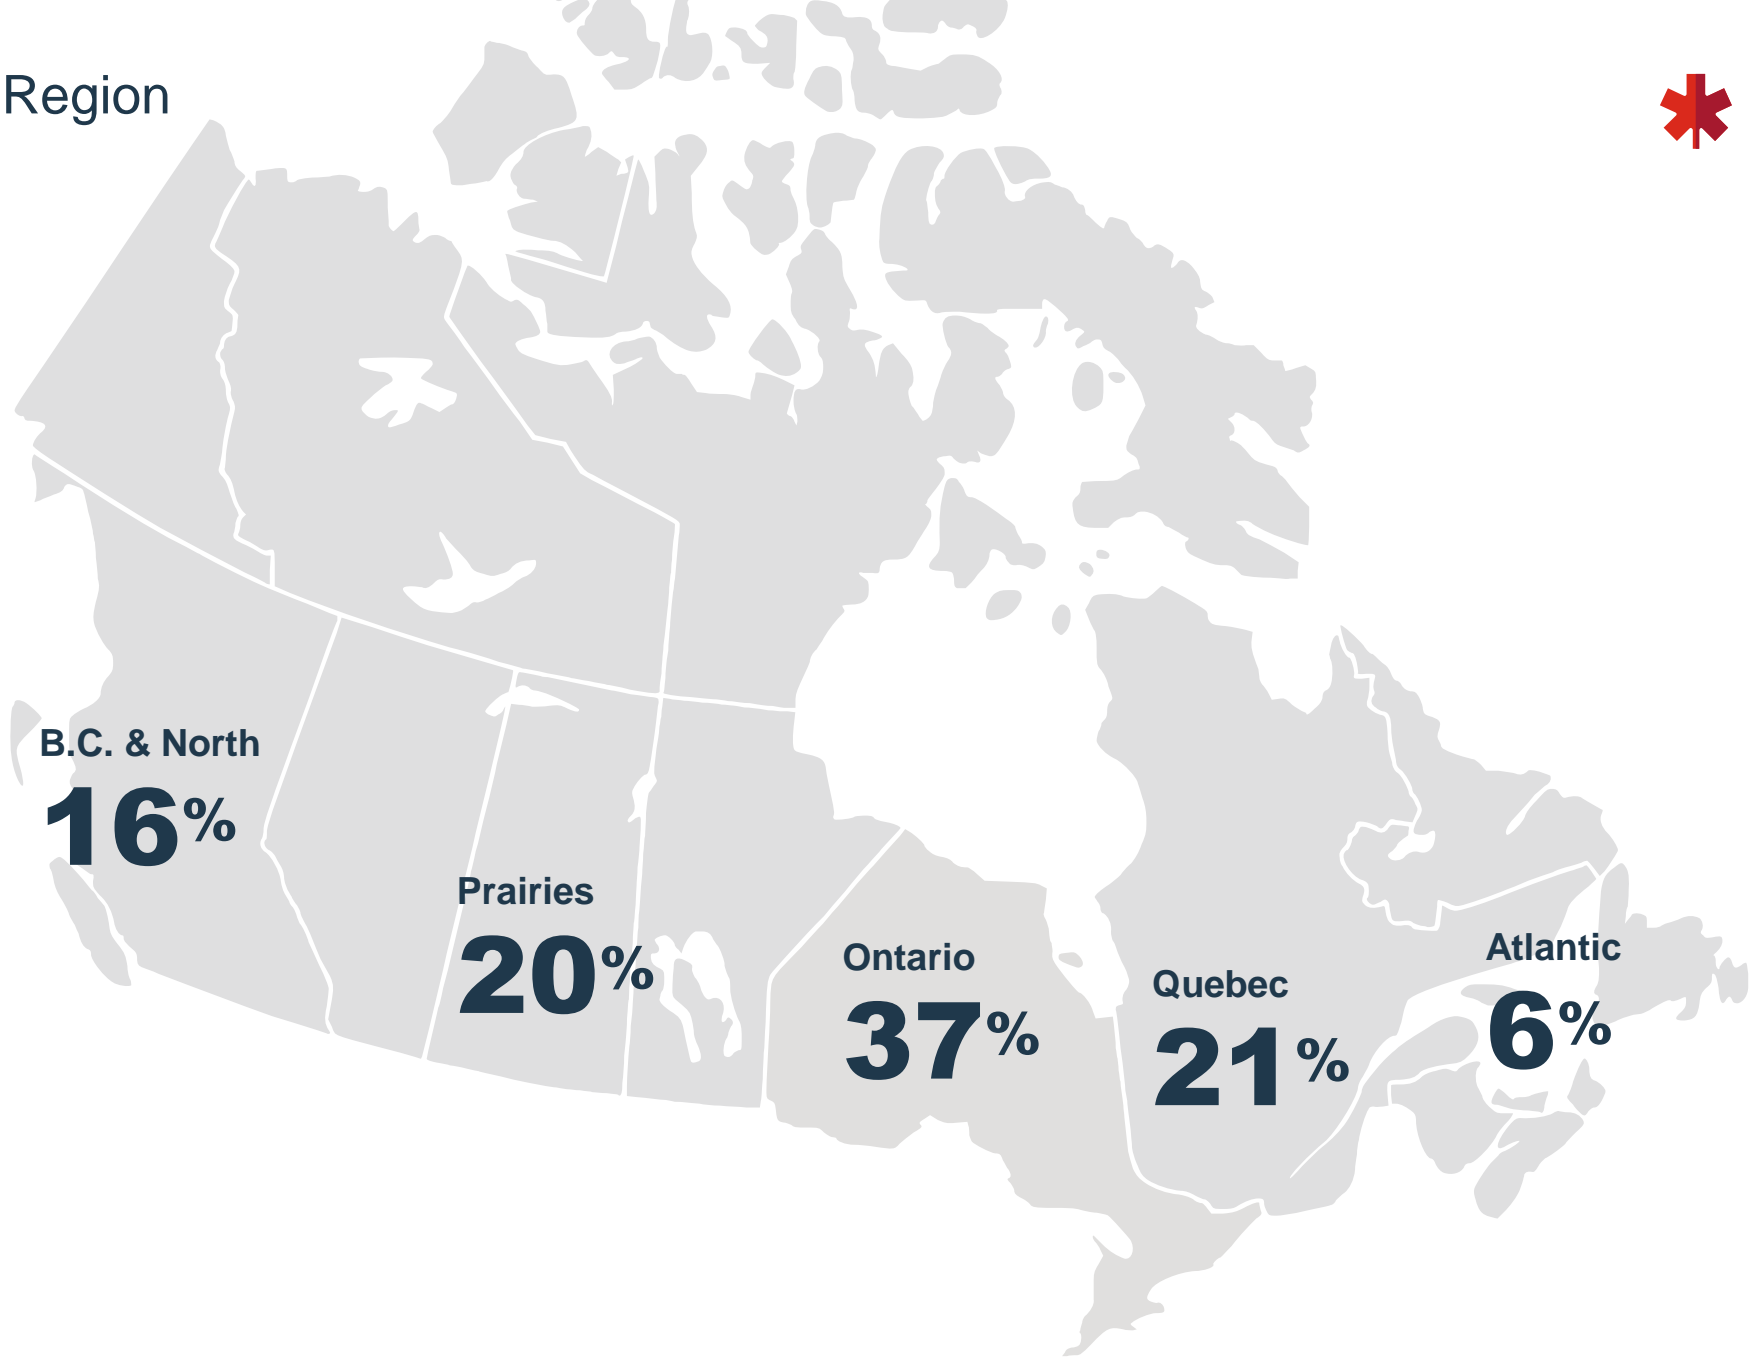 Region
B.C. & North
16%
Prairies
20%
Ontario
37%
Quebec
21%
Atlantic
6%